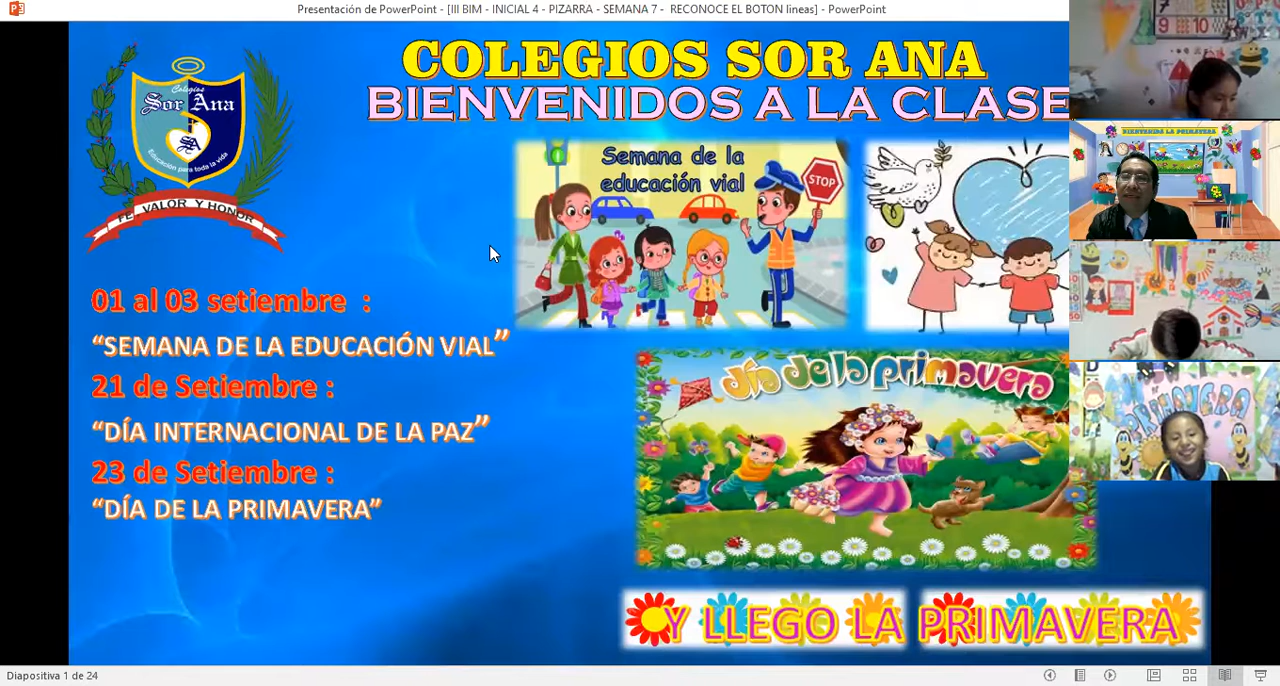 Presentación de PowerPoint - [III BIM - INICIAL 4 - PIZARRA - SEMANA 7 - RECONOCE EL BOTON lineas] - PowerPoint
COLEGIOS SOR ANA
BIENVENIDOS A LA CLASE
Colegios
Sor Ana
SA
Educación para toda la vida
FE VALOR Y HONOR
Semana de la
educación vial
STOP
01 al 03 setiembre :
“SEMANA DE LA EDUCACIÓN VIAL”
21 de Setiembre :
“DÍA INTERNACIONAL DE LA PAZ”
23 de Setiembre :
“DÍA DE LA PRIMAVERA”
día de la primavera
Y LLEGO LA PRIMAVERA
7
9 10
BIENVENIDA LA PRIMAVERA
PRIMAVERA
Diapositiva 1 de 24